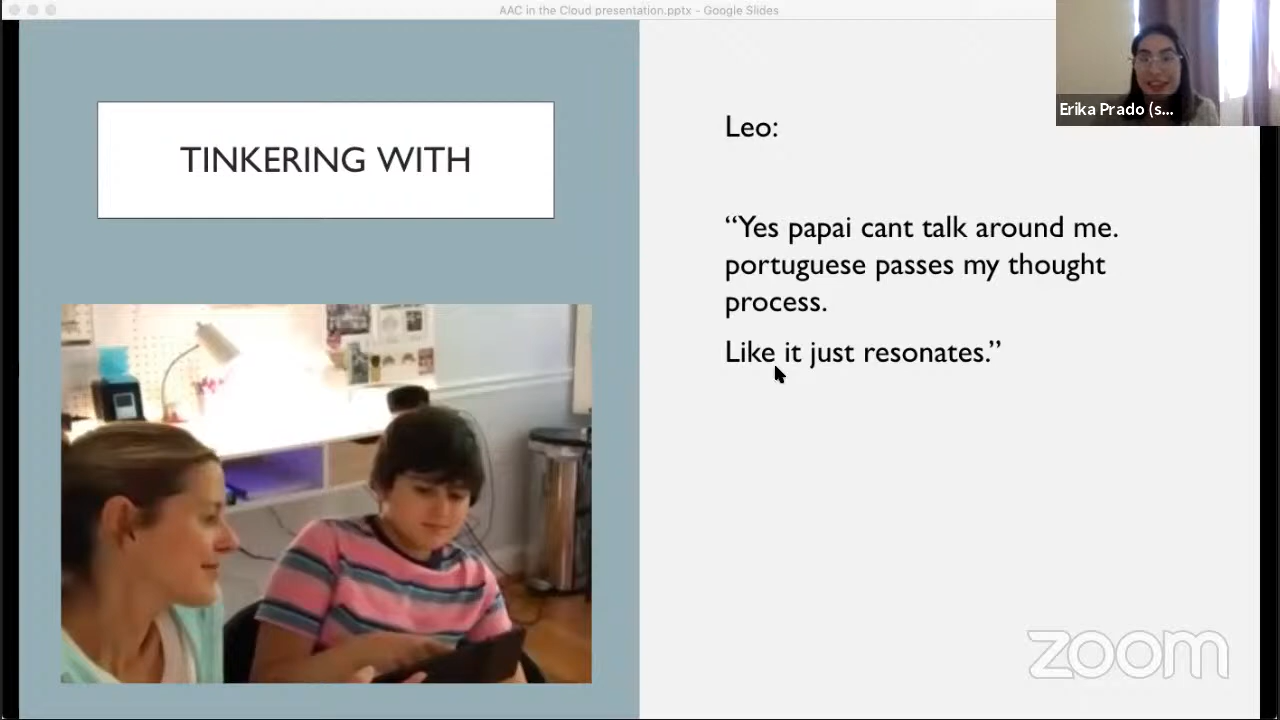 AAC in the Cloud presentation.pptx - Google Slides
Erika Prado (s...
TINKERING WITH
Leo:
“Yes papai cant talk around me.
portuguese passes my thought
process.
Like it just resonates.”
zoom